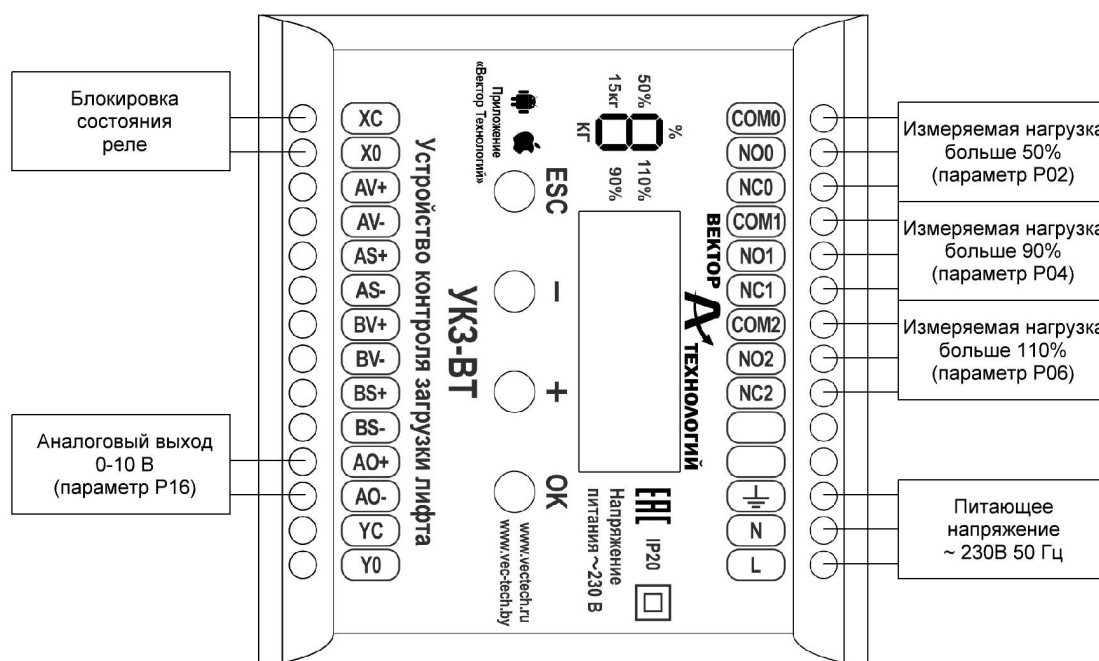 Блокировка
состояния
реле
Аналоговый выход
0-10 В
(параметр P16)
XC
X0
AV+
AV-
AS+
AS-
BV+
BV-
BS+
BS-
AO+
AO-
YC
Y0
Устройство контроля загрузки лифта
УКЗ-ВТ
Приложение
«Вектор Технологий»
ESC
–
+
OK
www.vectech.ru
www.vec-tech.by
15кг
50%
КГ
%
90%
110%
ВЕКТОР
ТЕХНОЛОГИЙ
Напряжение
питания ~230 В
EAC
IP20
COM0
NO0
NC0
COM1
NO1
NC1
COM2
NO2
NC2
N
L
Измеряемая нагрузка
больше 50%
(параметр P02)
Измеряемая нагрузка
больше 90%
(параметр P04)
Измеряемая нагрузка
больше 110%
(параметр P06)
Питающее
напряжение
~ 230В 50 Гц